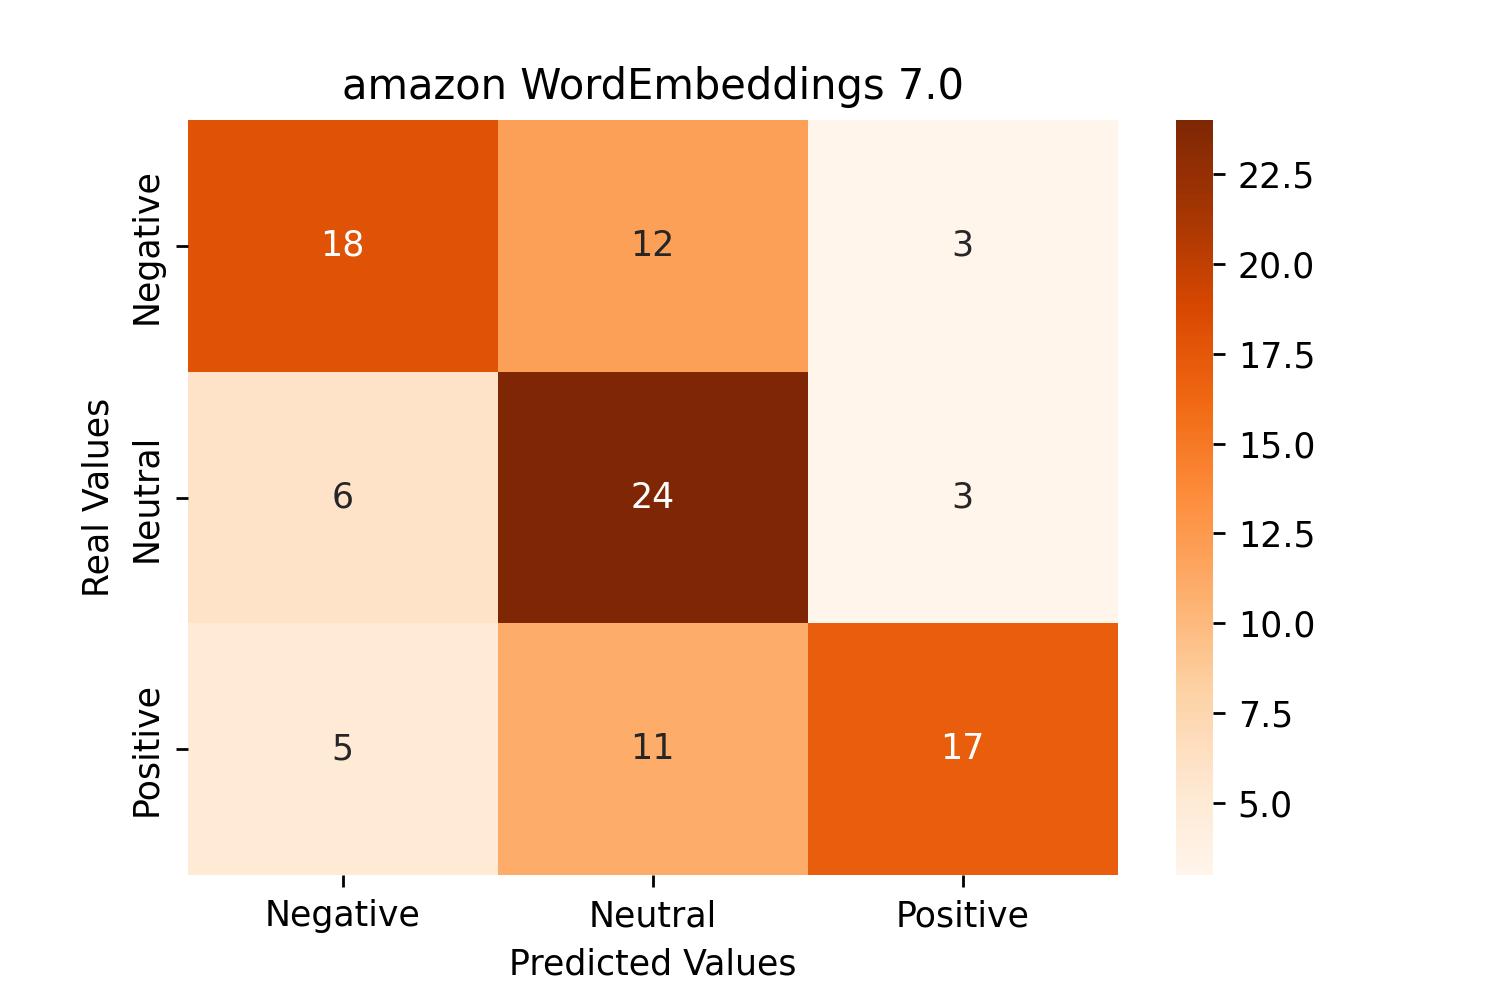 amazon WordEmbeddings 7.0
Real Values
Negative
18 12 3
Neutral
6 24 3
Positive
5 11 17
Negative Neutral Positive
Predicted Values
22.5
20.0
17.5
15.0
12.5
10.0
7.5
5.0